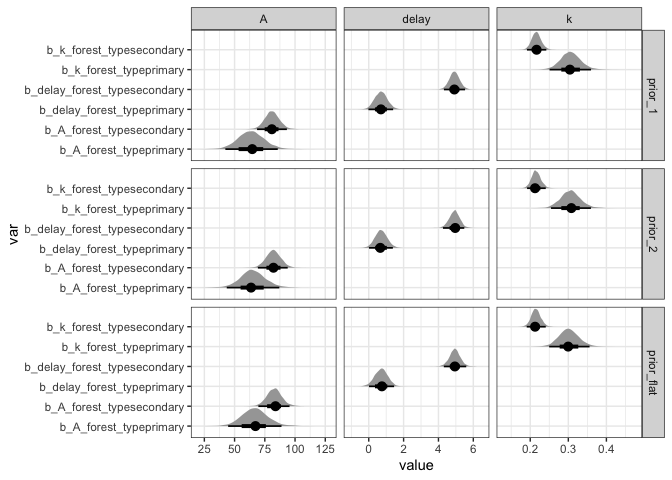 A delay k
b_k_forest_typesecondary
b_k_forest_typeprimary
b_delay_forest_typesecondary
b_delay_forest_typeprimary
b_A_forest_typesecondary
b_A_forest_typeprimary
prior_1
b_k_forest_typesecondary
b_k_forest_typeprimary
b_delay_forest_typesecondary
b_delay_forest_typeprimary
b_A_forest_typesecondary
b_A_forest_typeprimary
prior_2
var
b_k_forest_typesecondary
b_k_forest_typeprimary
b_delay_forest_typesecondary
b_delay_forest_typeprimary
b_A_forest_typesecondary
b_A_forest_typeprimary
prior_flat
25 50 75 100 125 0 2 4 6 0.2 0.3 0.4
value